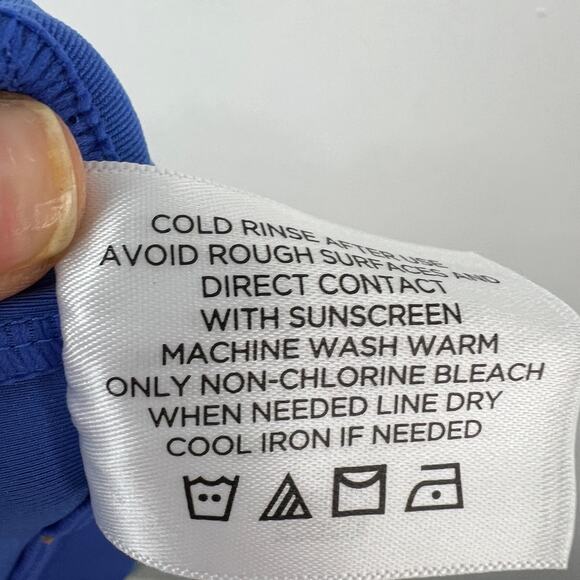 COLD RINSE AFTER USE
AVOID ROUGH SURFACES AND
DIRECT CONTACT
WITH SUNSCREEN
MACHINE WASH WARM
ONLY NON-CHLORINE BLEACH
WHEN NEEDED LINE DRY
COOL IRON IF NEEDED